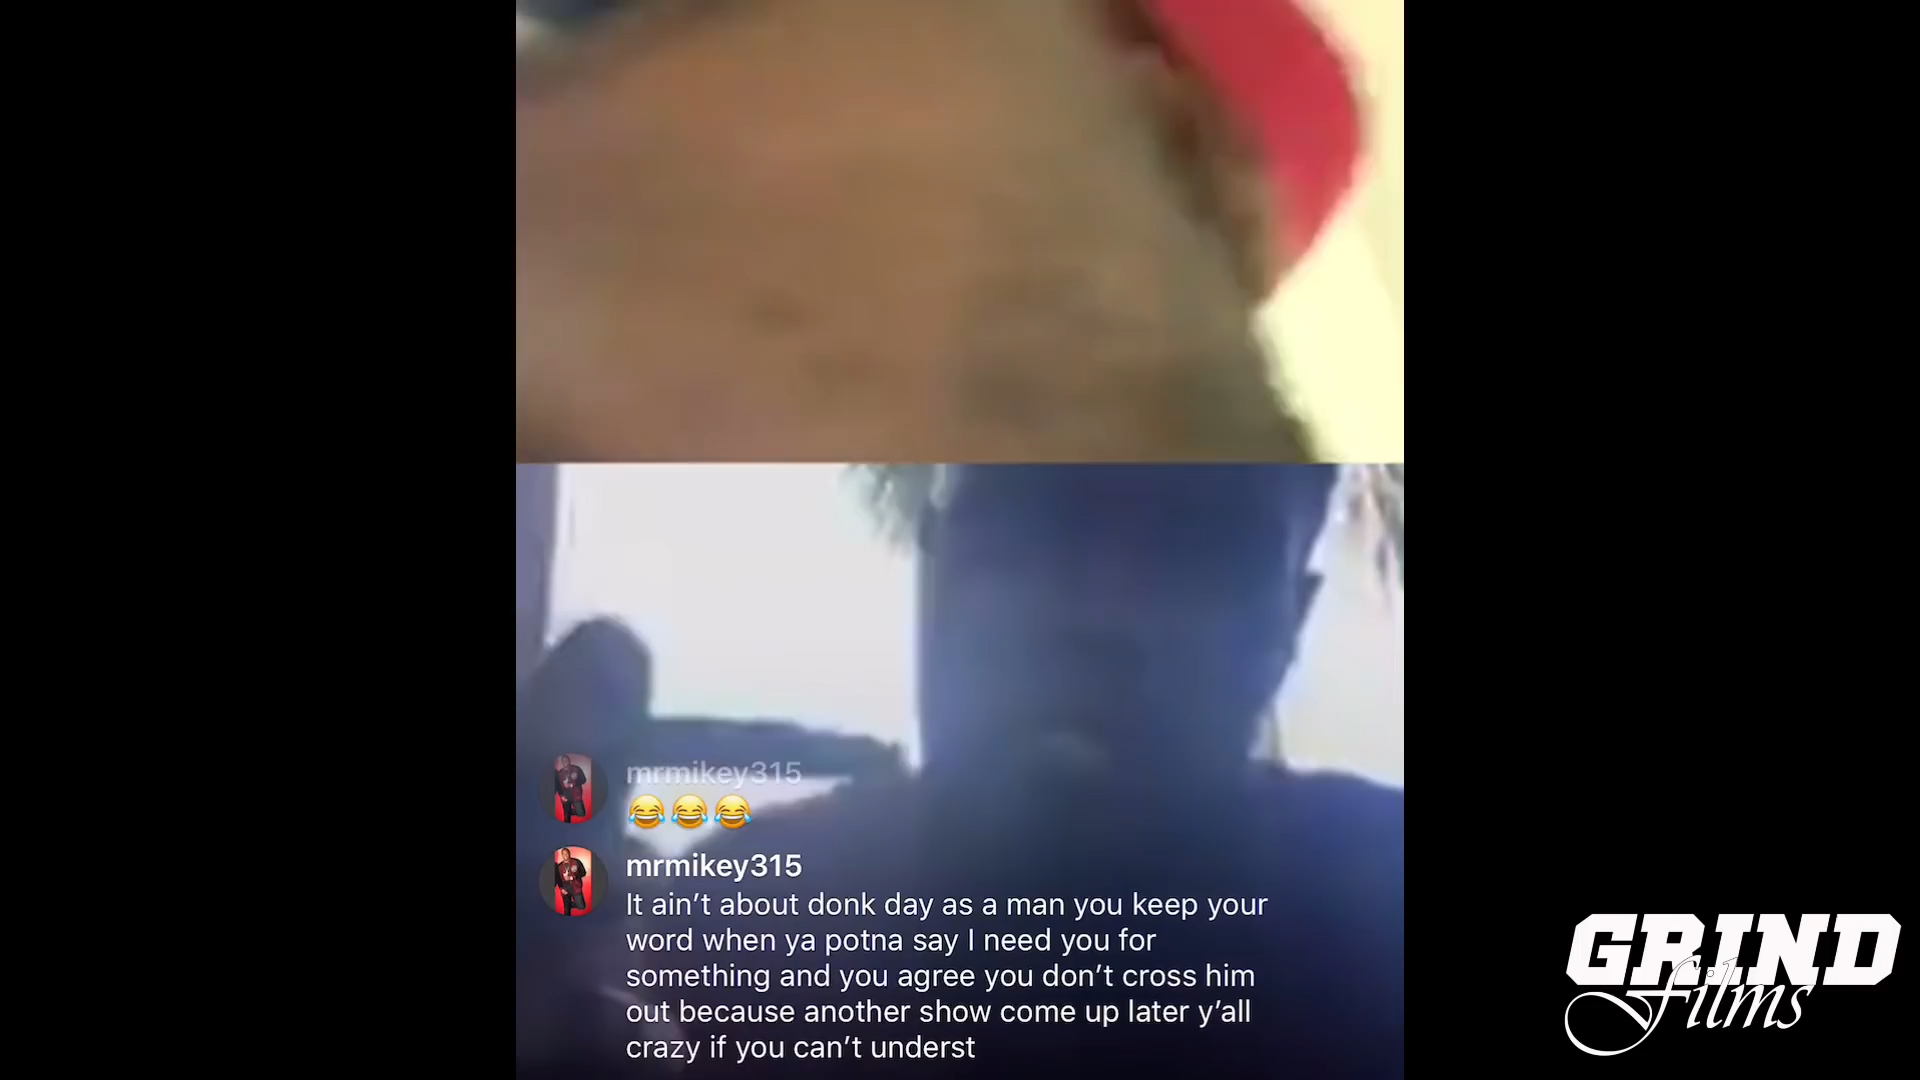 mrmikey315
😂😂😂
mrmikey315
It ain’t about donk day as a man you keep your
word when ya potna say I need you for
something and you agree you don’t cross him
out because another show come up later y’all
crazy if you can’t underst
GRIND
films